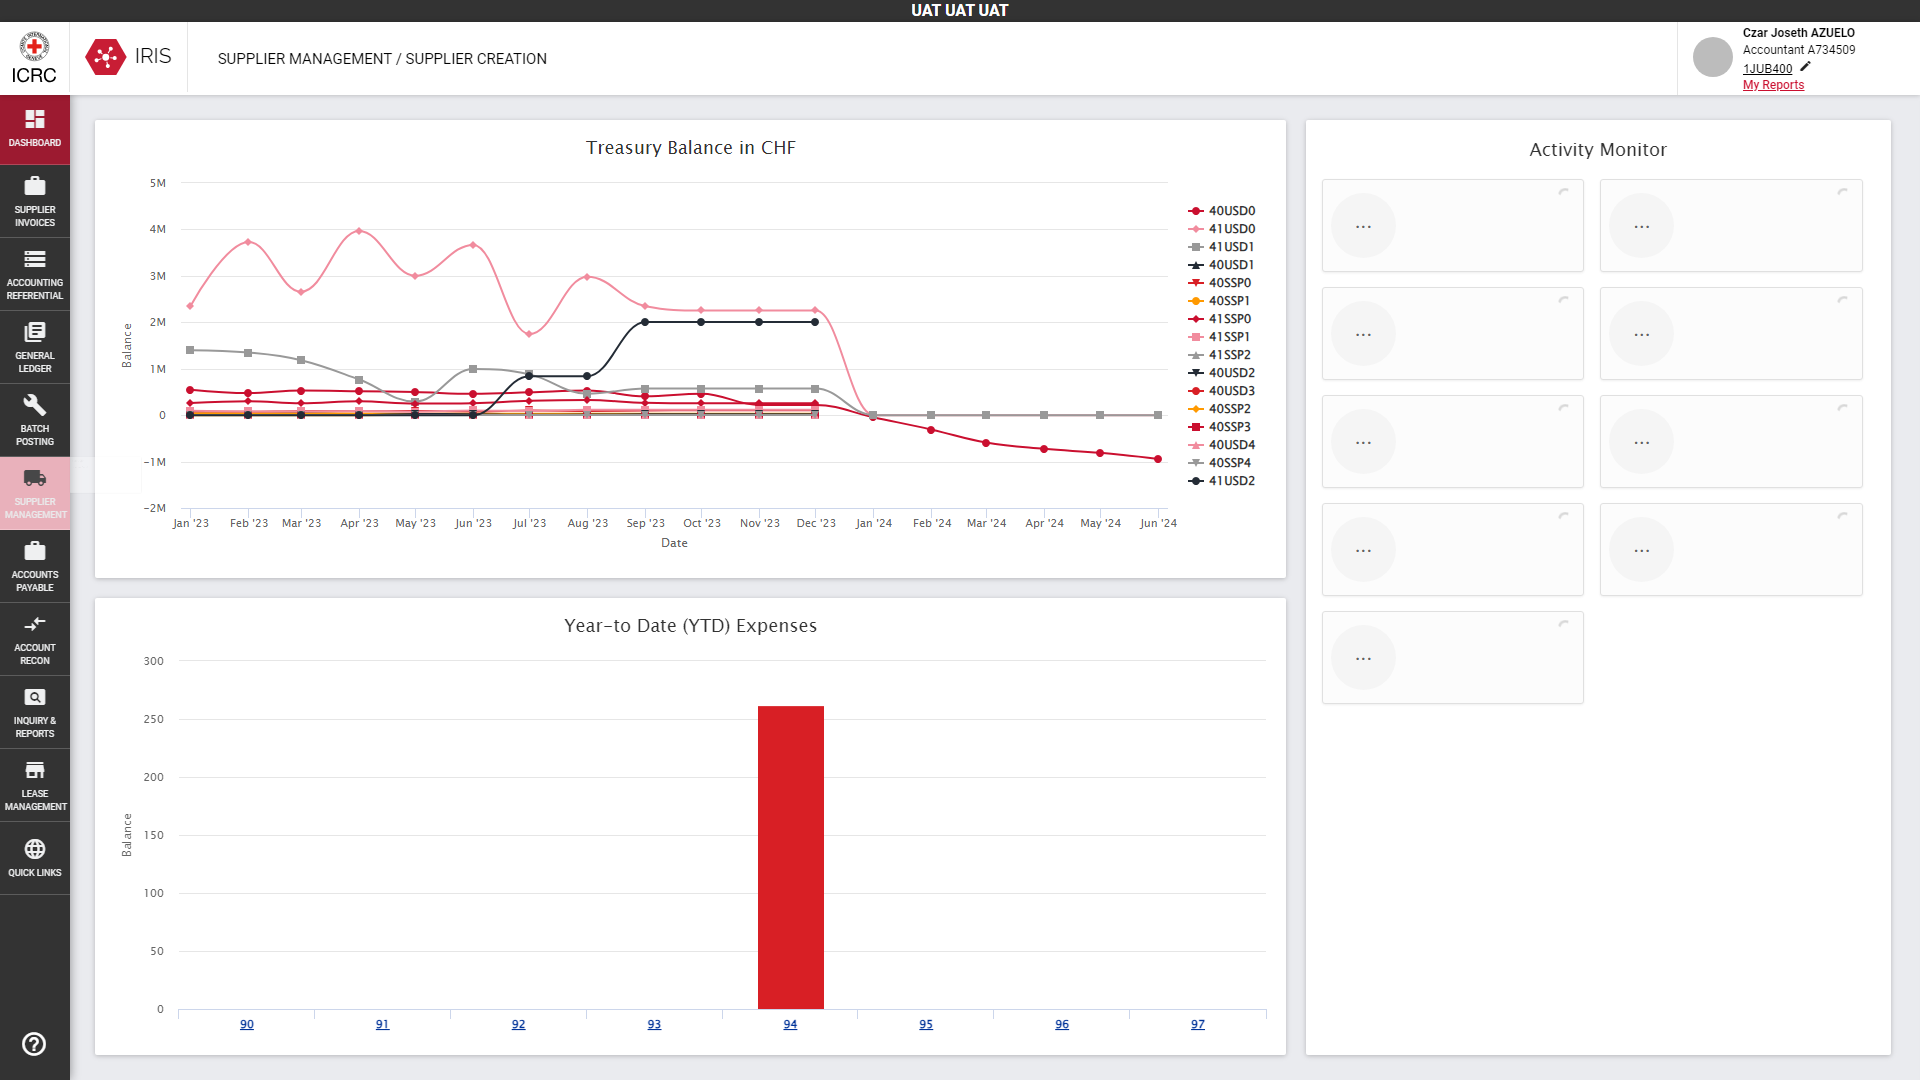 UAT UAT UAT
ICRC
IRIS
SUPPLIER MANAGEMENT / SUPPLIER CREATION
Czar Joseth AZUELO
Accountant A734509
1JUB400
My Reports
DASHBOARD
SUPPLIER
INVOICES
ACCOUNTING
REFERENTIAL
GENERAL
LEDGER
BATCH
POSTING
SUPPLIER
MANAGEMENT
ACCOUNTS
PAYABLE
ACCOUNT
RECON
INQUIRY &
REPORTS
LEASE
MANAGEMENT
QUICK LINKS
Treasury Balance in CHF
5M
4M
3M
2M
1M
0
-1M
-2M
Balance
Jan '23 Feb '23 Mar '23 Apr '23 May '23 Jun '23 Jul '23 Aug '23 Sep '23 Oct '23 Nov '23 Dec '23 Jan '24 Feb '24 Mar '24 Apr '24 May '24 Jun '24
Date
40USD0
41USD0
41USD1
40USD1
40SSP0
40SSP1
41SSP0
41SSP1
41SSP2
40USD2
40USD3
40SSP2
40SSP3
40USD4
40SSP4
41USD2
Year-to Date (YTD) Expenses
300
250
200
150
100
50
0
Balance
90 91 92 93 94 95 96 97
Activity Monitor
... ...
... ...
... ...
... ...
...